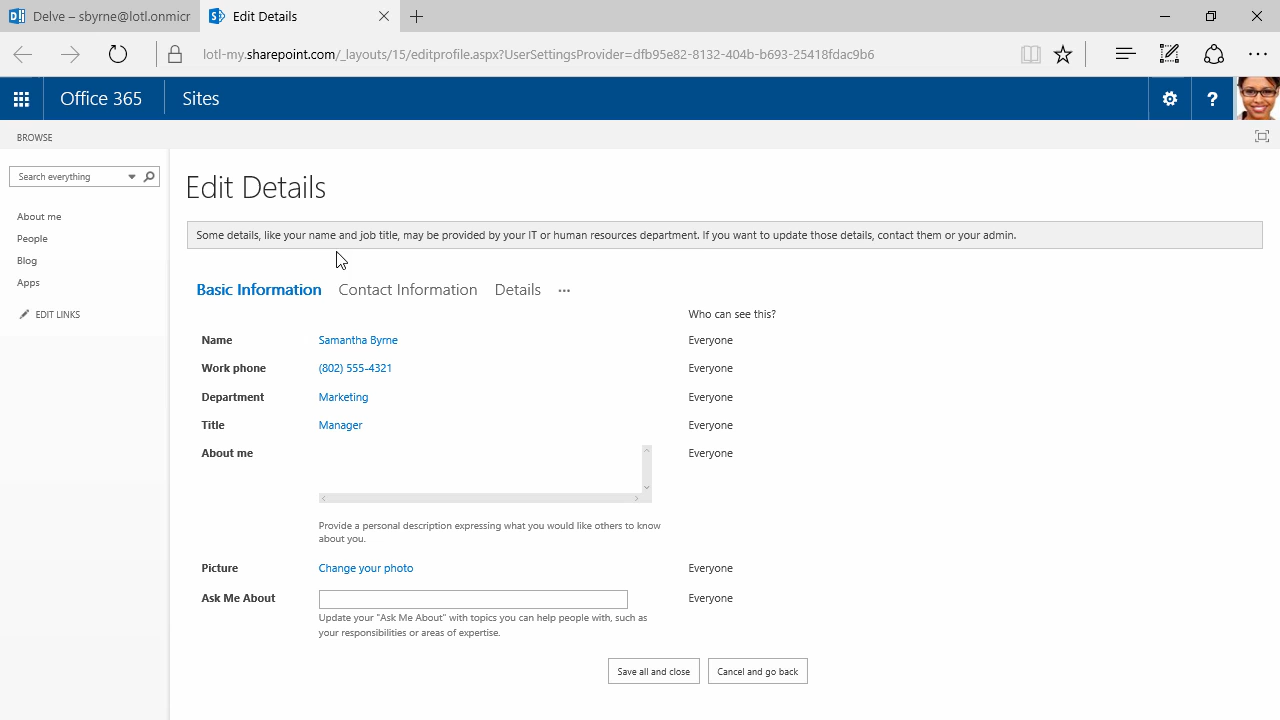 Delve – sbyrne@lotl.onmicr
Edit Details
lotl-my.sharepoint.com/_layouts/15/editprofile.aspx?UserSettingsProvider=dfb95e82-8132-404b-b693-25418fdac9b6
Office 365
Sites
?
BROWSE
Search everything
About me
People
Blog
Apps
EDIT LINKS
Edit Details
Some details, like your name and job title, may be provided by your IT or human resources department. If you want to update those details, contact them or your admin.
Basic Information Contact Information Details ...
Who can see this?
Name Samantha Byrne Everyone
Work phone (802) 555-4321 Everyone
Department Marketing Everyone
Title Manager Everyone
About me Everyone
Provide a personal description expressing what you would like others to know
about you.
Picture Change your photo Everyone
Ask Me About Everyone
Update your "Ask Me About" with topics you can help people with, such as
your responsibilities or areas of expertise.
Save all and close Cancel and go back